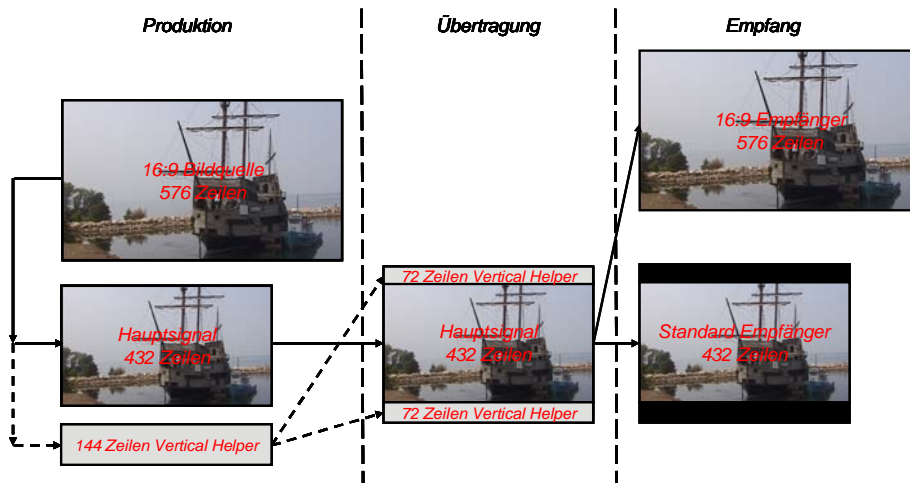 Produktion
Übertragung
Empfang
16:9 Bildquelle
576 Zeilen
16:9 Empfänger
576 Zeilen
72 Zeilen Vertical Helper
Hauptsignal
432 Zeilen
Hauptsignal
432 Zeilen
Standard Empfänger
432 Zeilen
72 Zeilen Vertical Helper
144 Zeilen Vertical Helper